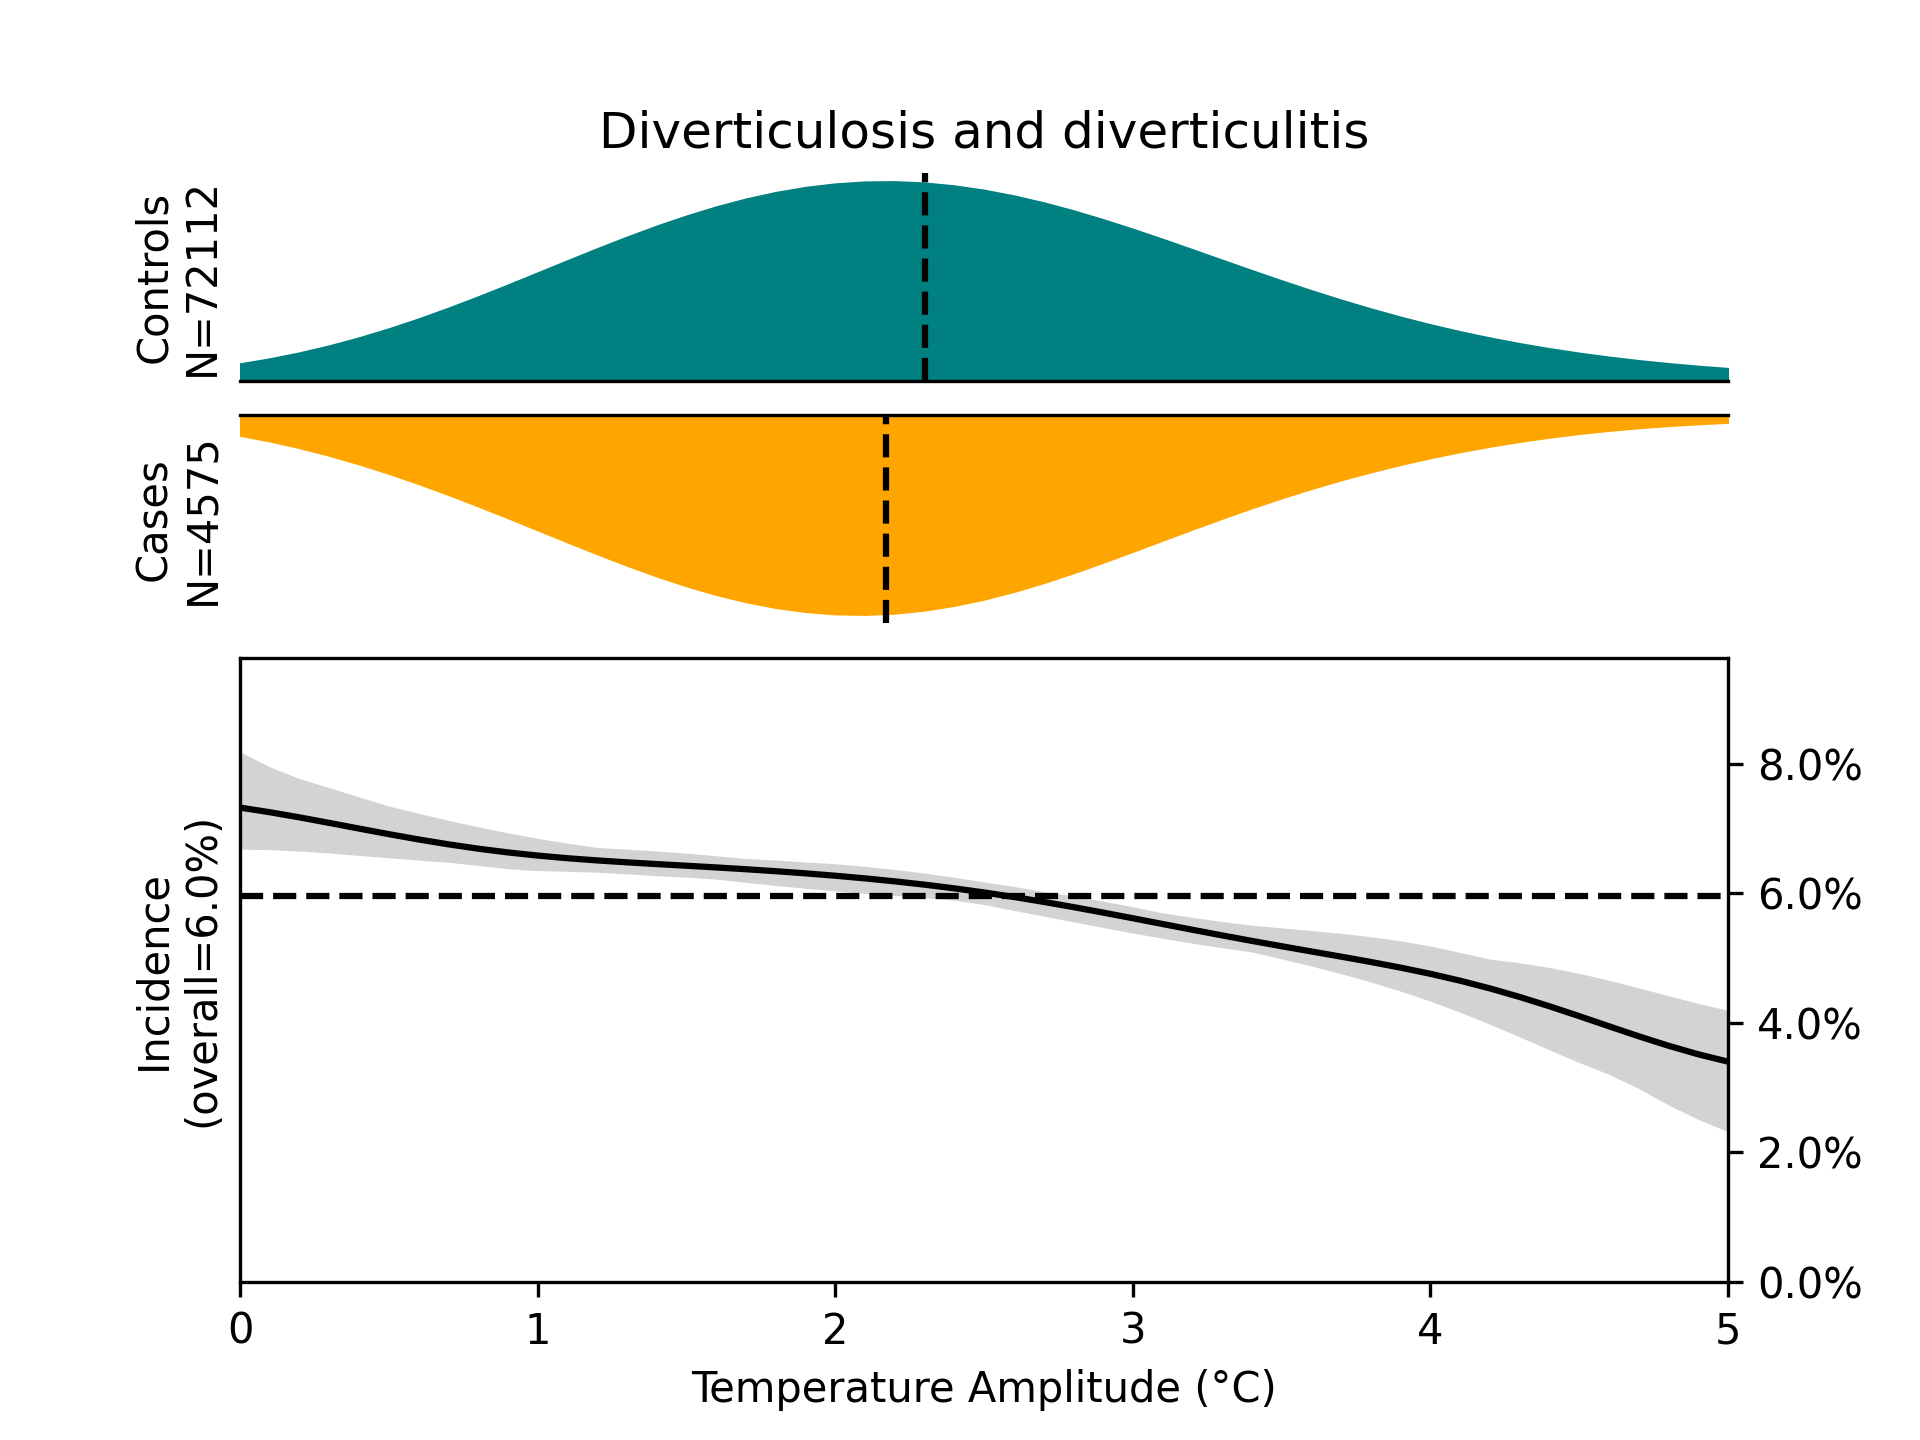 Diverticulosis and diverticulitis
Controls
N=72112
Cases
N=4575
Incidence
(overall=6.0%)
8.0%
6.0%
4.0%
2.0%
0.0%
0 1 2 3 4 5
Temperature Amplitude (°C)